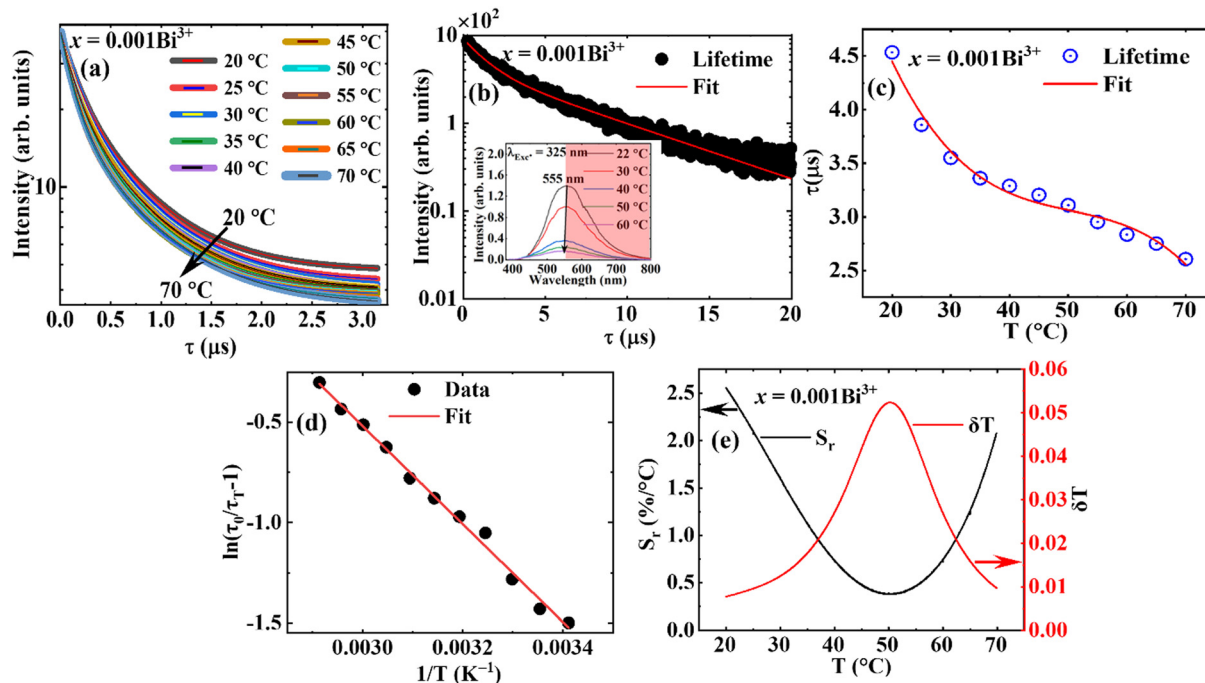 x = 0.001Bi³⁺
(a)
20 °C
25 °C
30 °C
35 °C
40 °C
45 °C
50 °C
55 °C
60 °C
65 °C
70 °C
20 °C
70 °C
Intensity (arb. units)
10
0.0 0.5 1.0 1.5 2.0 2.5 3.0
τ (μs)
10 ×10²
1
0.1
0.01
Intensity (arb. units)
(b)
Lifetime
Fit
λExc. = 325 nm
555 nm
22 °C
30 °C
40 °C
50 °C
60 °C
2.0
1.6
1.2
0.8
0.4
0.0
Intensity (arb. units)
400 500 600 700 800
Wavelength (nm)
0 5 10 15 20
τ (μs)
x = 0.001Bi³⁺
(c)
Lifetime
Fit
4.5
4.0
3.5
3.0
2.5
τ(μs)
20 30 40 50 60 70
T (°C)
(d)
Data
Fit
-0.5
-1.0
-1.5
ln(τ₀/τT-1)
0.0030 0.0032 0.0034
1/T (K⁻¹)
x = 0.001Bi³⁺
(e)
Sr
δT
2.5
2.0
1.5
1.0
0.5
0.0
Sr (%/°C)
0.06
0.05
0.04
0.03
0.02
0.01
0.00
δT
20 30 40 50 60 70
T (°C)